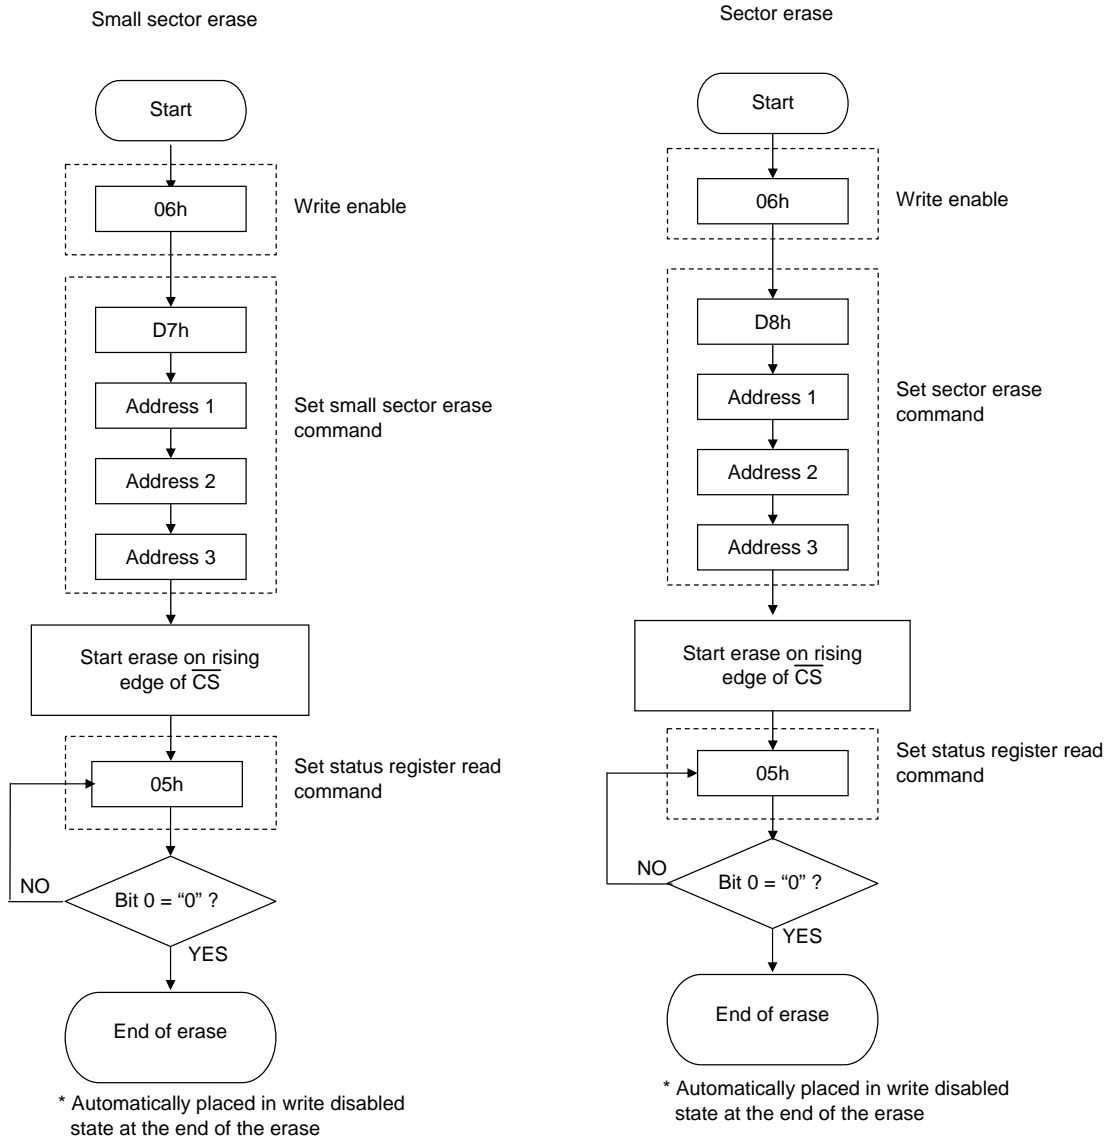 Small sector erase
Start
06h
Write enable
D7h
Address 1
Set small sector erase
command
Address 2
Address 3
Start erase on rising
edge of C̅S̅
05h
Set status register read
command
NO
Bit 0 = “0” ?
YES
End of erase
* Automatically placed in write disabled
state at the end of the erase
Sector erase
Start
06h
Write enable
D8h
Address 1
Set sector erase
command
Address 2
Address 3
Start erase on rising
edge of C̅S̅
05h
Set status register read
command
NO
Bit 0 = “0” ?
YES
End of erase
* Automatically placed in write disabled
state at the end of the erase